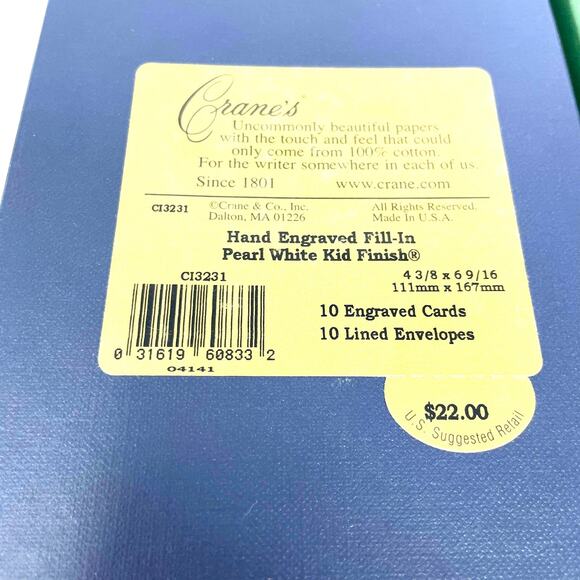 Crane's
Uncommonly beautiful papers
with the touch and feel that could
only come from 100% cotton.
For the writer somewhere in each of us.
Since 1801 www.crane.com
CI3231 ©Crane & Co., Inc. All Rights Reserved.
Dalton, MA 01226 Made In U.S.A.
Hand Engraved Fill-In
Pearl White Kid Finish®
CI3231 4 3/8 x 6 9/16
111mm x 167mm
10 Engraved Cards
10 Lined Envelopes
0 31619 60833 2
04141
$22.00
U.S. Suggested Retail